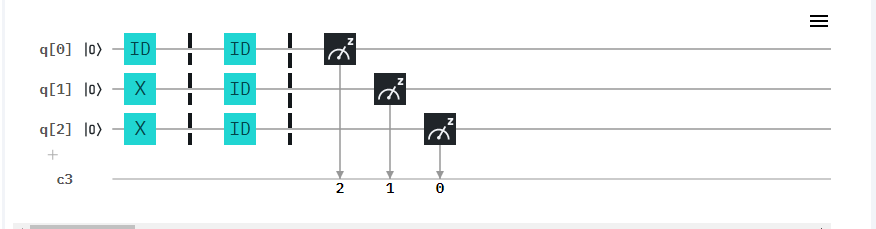 q[0] |0⟩ ID ID z
q[1] |0⟩ X ID z
q[2] |0⟩ X ID z
+
c3
2 1 0